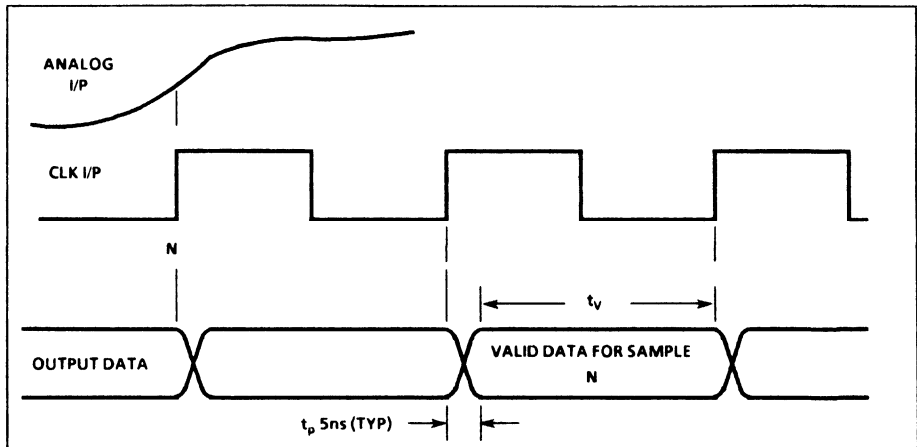 ANALOG
I/P
CLK I/P
N
t_v
OUTPUT DATA
VALID DATA FOR SAMPLE
N
t_p 5ns (TYP)